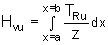 H_vu = ∫_{x=a}^{x=b} T_Ru / Z dx